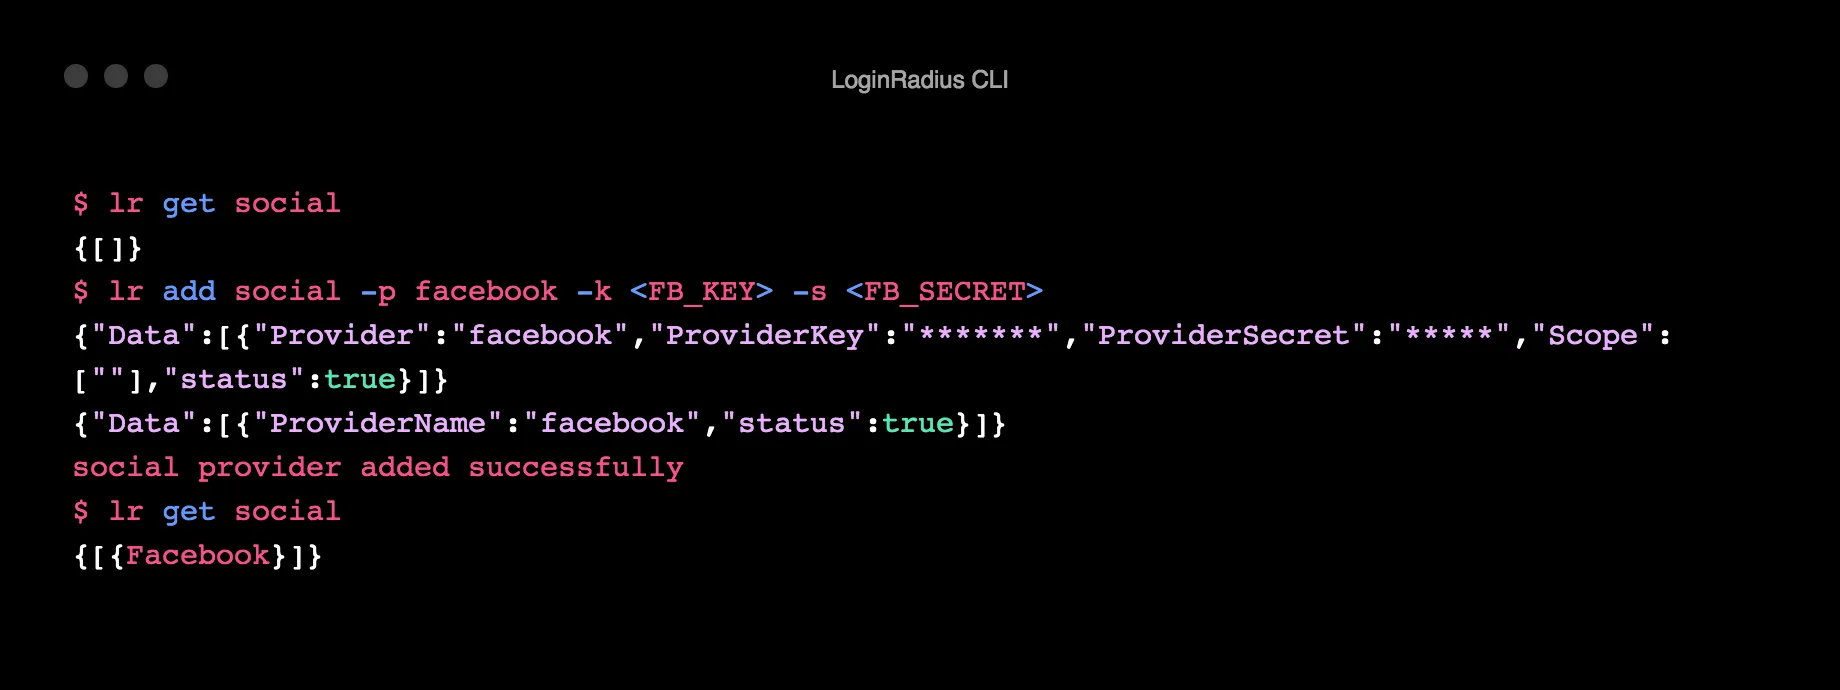 LoginRadius CLI
$ lr get social
{[]}
$ lr add social -p facebook -k <FB_KEY> -s <FB_SECRET>
{"Data":[{"Provider":"facebook","ProviderKey":"*******","ProviderSecret":"*****","Scope":
[""],"status":true}]}
{"Data":[{"ProviderName":"facebook","status":true}]}
social provider added successfully
$ lr get social
{[{Facebook}]}